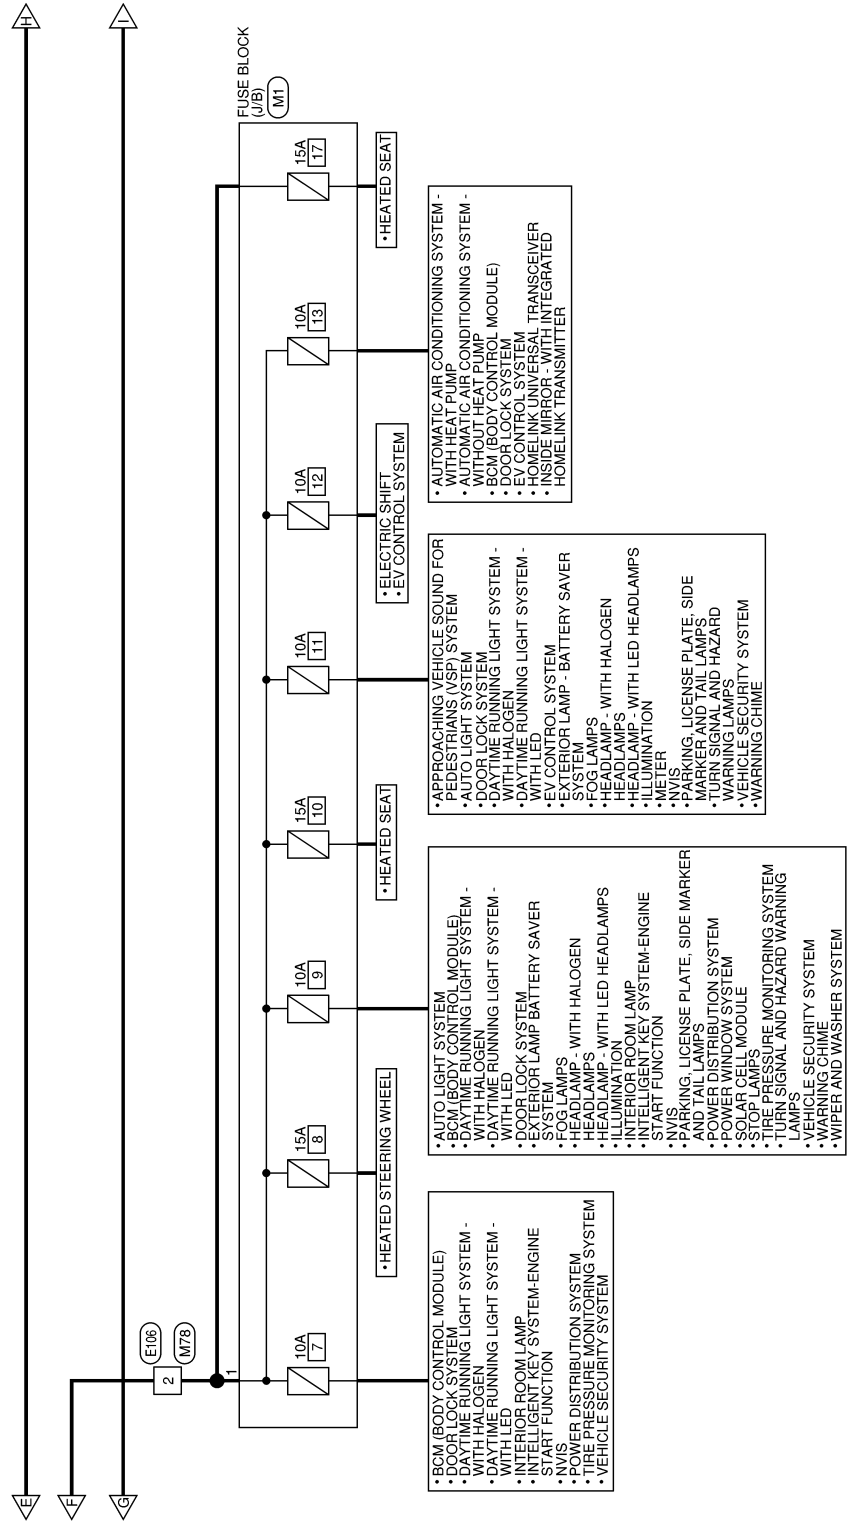 E
H
F
G
I
E106
2
M78
1
FUSE BLOCK
(J/B)
M1
10A
7
15A
8
10A
9
15A
10
10A
11
10A
12
10A
13
15A
17
• BCM (BODY CONTROL MODULE)
• DOOR LOCK SYSTEM
• DAYTIME RUNNING LIGHT SYSTEM -
WITH HALOGEN
• DAYTIME RUNNING LIGHT SYSTEM -
WITH LED
• INTERIOR ROOM LAMP
• INTELLIGENT KEY SYSTEM-ENGINE
START FUNCTION
• NVIS
• POWER DISTRIBUTION SYSTEM
• TIRE PRESSURE MONITORING SYSTEM
• VEHICLE SECURITY SYSTEM
• HEATED STEERING WHEEL
• AUTO LIGHT SYSTEM
• BCM (BODY CONTROL MODULE)
• DAYTIME RUNNING LIGHT SYSTEM -
WITH HALOGEN
• DAYTIME RUNNING LIGHT SYSTEM -
WITH LED
• DOOR LOCK SYSTEM
• EXTERIOR LAMP BATTERY SAVER
SYSTEM
• FOG LAMPS
• HEADLAMP - WITH HALOGEN
HEADLAMPS
• HEADLAMP - WITH LED HEADLAMPS
• ILLUMINATION
• INTERIOR ROOM LAMP
• INTELLIGENT KEY SYSTEM-ENGINE
START FUNCTION
• NVIS
• PARKING, LICENSE PLATE, SIDE MARKER
AND TAIL LAMPS
• POWER DISTRIBUTION SYSTEM
• POWER WINDOW SYSTEM
• SOLAR CELL MODULE
• STOP LAMPS
• TIRE PRESSURE MONITORING SYSTEM
• TURN SIGNAL AND HAZARD WARNING
LAMPS
• VEHICLE SECURITY SYSTEM
• WARNING CHIME
• WIPER AND WASHER SYSTEM
• HEATED SEAT
• APPROACHING VEHICLE SOUND FOR
PEDESTRIANS (VSP) SYSTEM
• AUTO LIGHT SYSTEM
• DOOR LOCK SYSTEM
• DAYTIME RUNNING LIGHT SYSTEM -
WITH HALOGEN
• DAYTIME RUNNING LIGHT SYSTEM -
WITH LED
• EV CONTROL SYSTEM
• EXTERIOR LAMP - BATTERY SAVER
SYSTEM
• FOG LAMPS
• HEADLAMP - WITH HALOGEN
HEADLAMPS
• HEADLAMP - WITH LED HEADLAMPS
• ILLUMINATION
• METER
• NVIS
• PARKING, LICENSE PLATE, SIDE
MARKER AND TAIL LAMPS
• TURN SIGNAL AND HAZARD
WARNING LAMPS
• VEHICLE SECURITY SYSTEM
• WARNING CHIME
• ELECTRIC SHIFT
• EV CONTROL SYSTEM
• AUTOMATIC AIR CONDITIONING SYSTEM -
WITH HEAT PUMP
• AUTOMATIC AIR CONDITIONING SYSTEM -
WITHOUT HEAT PUMP
• BCM (BODY CONTROL MODULE)
• DOOR LOCK SYSTEM
• EV CONTROL SYSTEM
• HOMELINK UNIVERSAL TRANSCEIVER
• INSIDE MIRROR - WITH INTEGRATED
HOMELINK TRANSMITTER
• HEATED SEAT